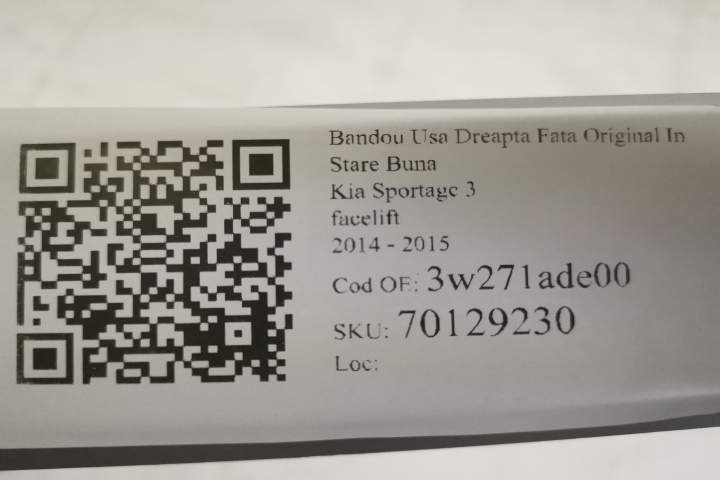 Bandou Usa Dreapta Fata Original In
Stare Buna
Kia Sportage 3
facelift
2014 - 2015
Cod OE: 3w271ade00
SKU: 70129230
Loc: